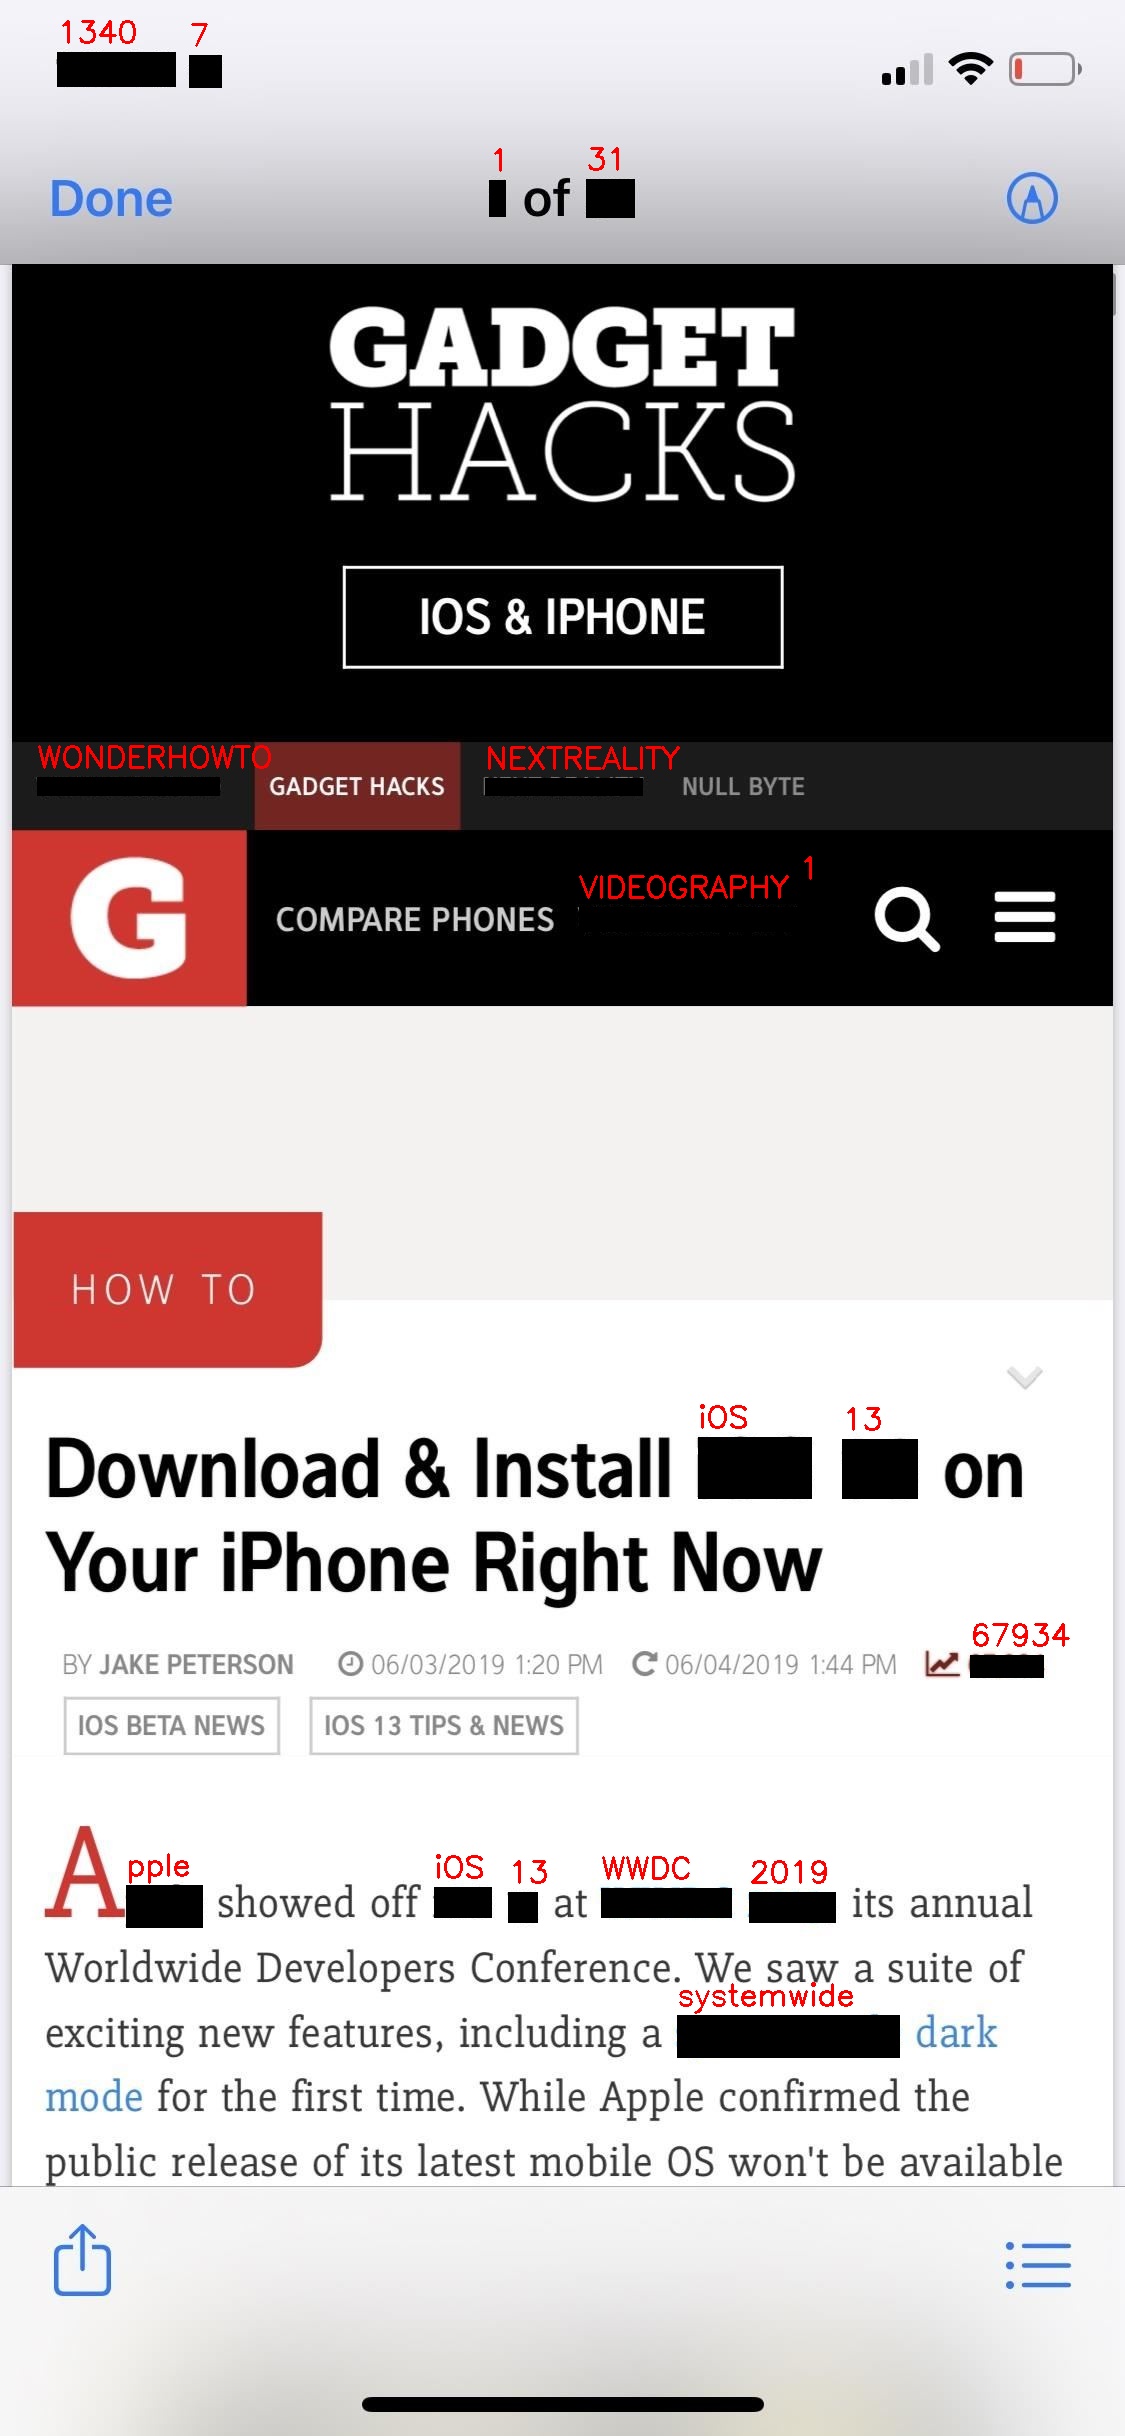 1340 7
Done
1 of 31
GADGET
HACKS
IOS & IPHONE
WONDERHOWTO GADGET HACKS NEXTREALITY NULL BYTE
G COMPARE PHONES VIDEOGRAPHY 1
HOW TO
Download & Install iOS 13 on
Your iPhone Right Now
BY JAKE PETERSON 06/03/2019 1:20 PM 06/04/2019 1:44 PM 67934
IOS BETA NEWS IOS 13 TIPS & NEWS
Apple showed off iOS 13 at WWDC 2019 its annual
Worldwide Developers Conference. We saw a suite of
exciting new features, including a systemwide dark
mode for the first time. While Apple confirmed the
public release of its latest mobile OS won't be available